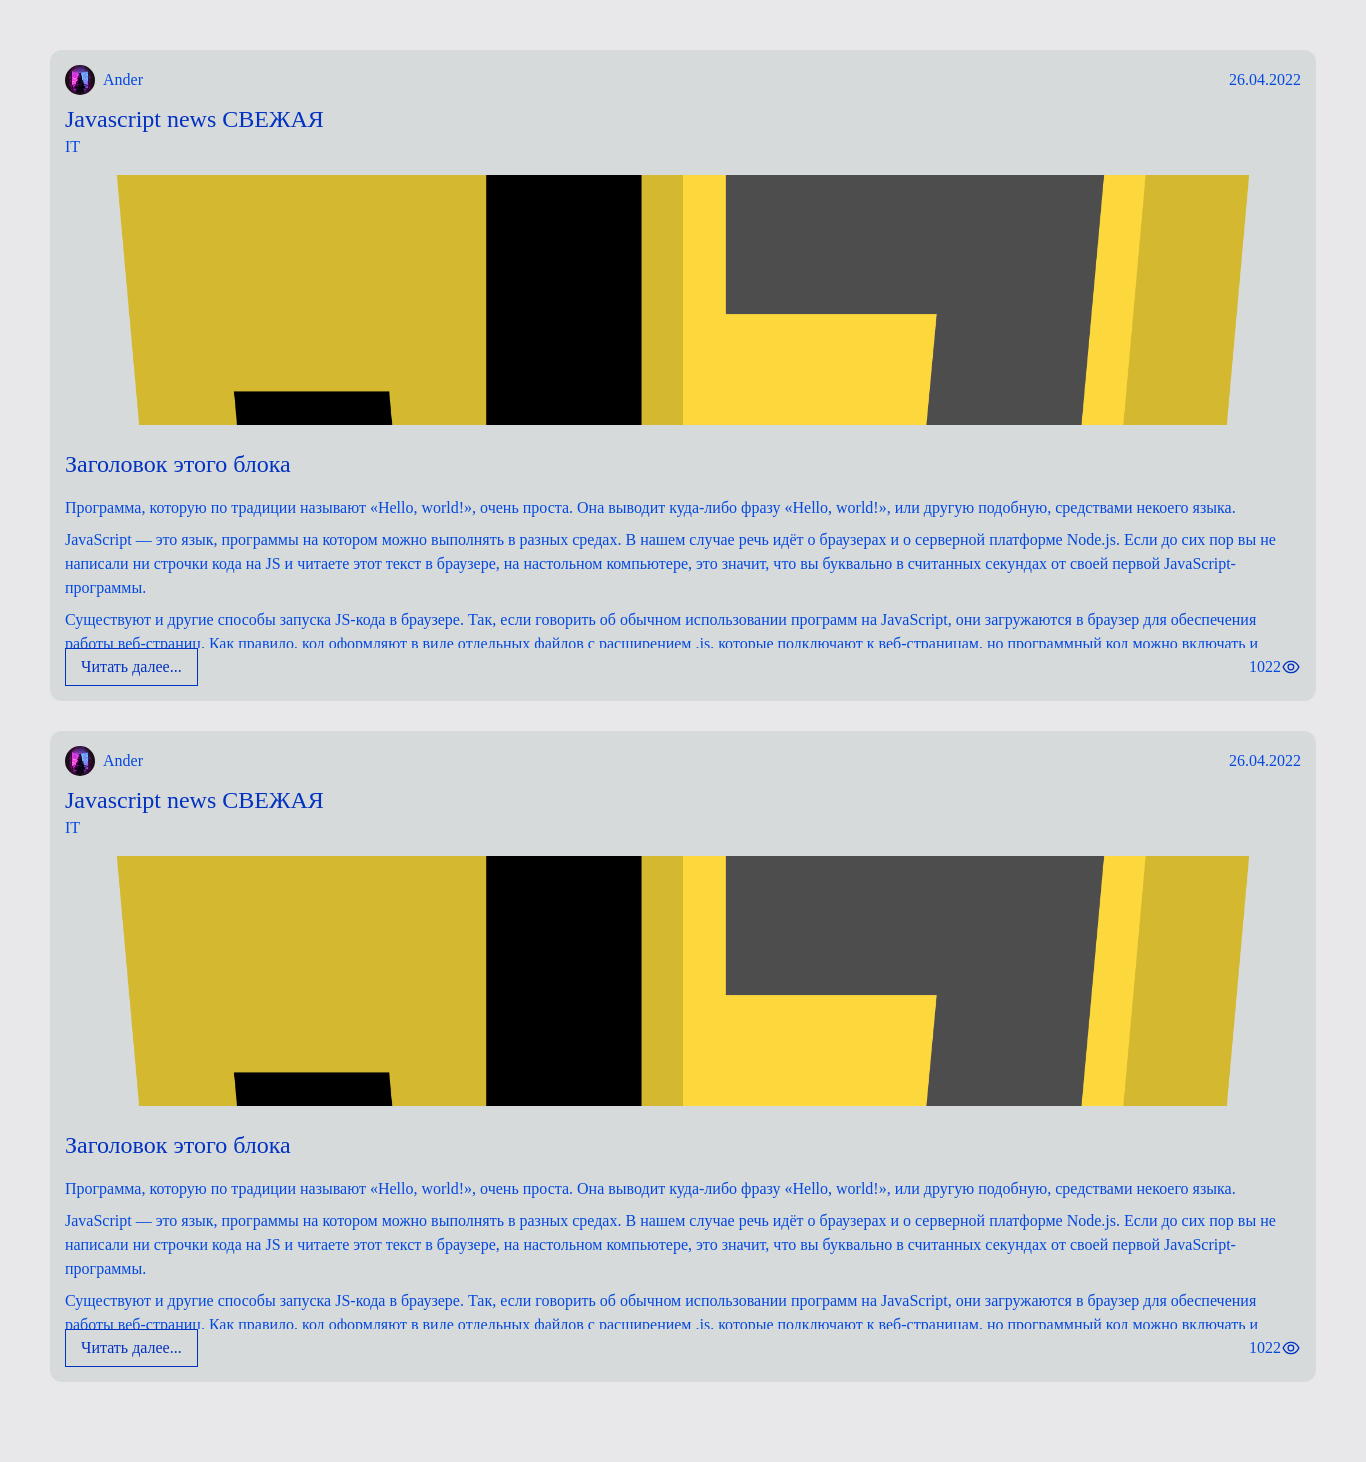 Ander
26.04.2022
Javascript news СВЕЖАЯ
IT
Заголовок этого блока
Программа, которую по традиции называют «Hello, world!», очень проста. Она выводит куда-либо фразу «Hello, world!», или другую подобную, средствами некоего языка.
JavaScript — это язык, программы на котором можно выполнять в разных средах. В нашем случае речь идёт о браузерах и о серверной платформе Node.js. Если до сих пор вы не
написали ни строчки кода на JS и читаете этот текст в браузере, на настольном компьютере, это значит, что вы буквально в считанных секундах от своей первой JavaScript-
программы.
Существуют и другие способы запуска JS-кода в браузере. Так, если говорить об обычном использовании программ на JavaScript, они загружаются в браузер для обеспечения
работы веб-страниц. Как правило, код оформляют в виде отдельных файлов с расширением .js, которые подключают к веб-страницам, но программный код можно включать и
Читать далее...
1022
Ander
26.04.2022
Javascript news СВЕЖАЯ
IT
Заголовок этого блока
Программа, которую по традиции называют «Hello, world!», очень проста. Она выводит куда-либо фразу «Hello, world!», или другую подобную, средствами некоего языка.
JavaScript — это язык, программы на котором можно выполнять в разных средах. В нашем случае речь идёт о браузерах и о серверной платформе Node.js. Если до сих пор вы не
написали ни строчки кода на JS и читаете этот текст в браузере, на настольном компьютере, это значит, что вы буквально в считанных секундах от своей первой JavaScript-
программы.
Существуют и другие способы запуска JS-кода в браузере. Так, если говорить об обычном использовании программ на JavaScript, они загружаются в браузер для обеспечения
работы веб-страниц. Как правило, код оформляют в виде отдельных файлов с расширением .js, которые подключают к веб-страницам, но программный код можно включать и
Читать далее...
1022